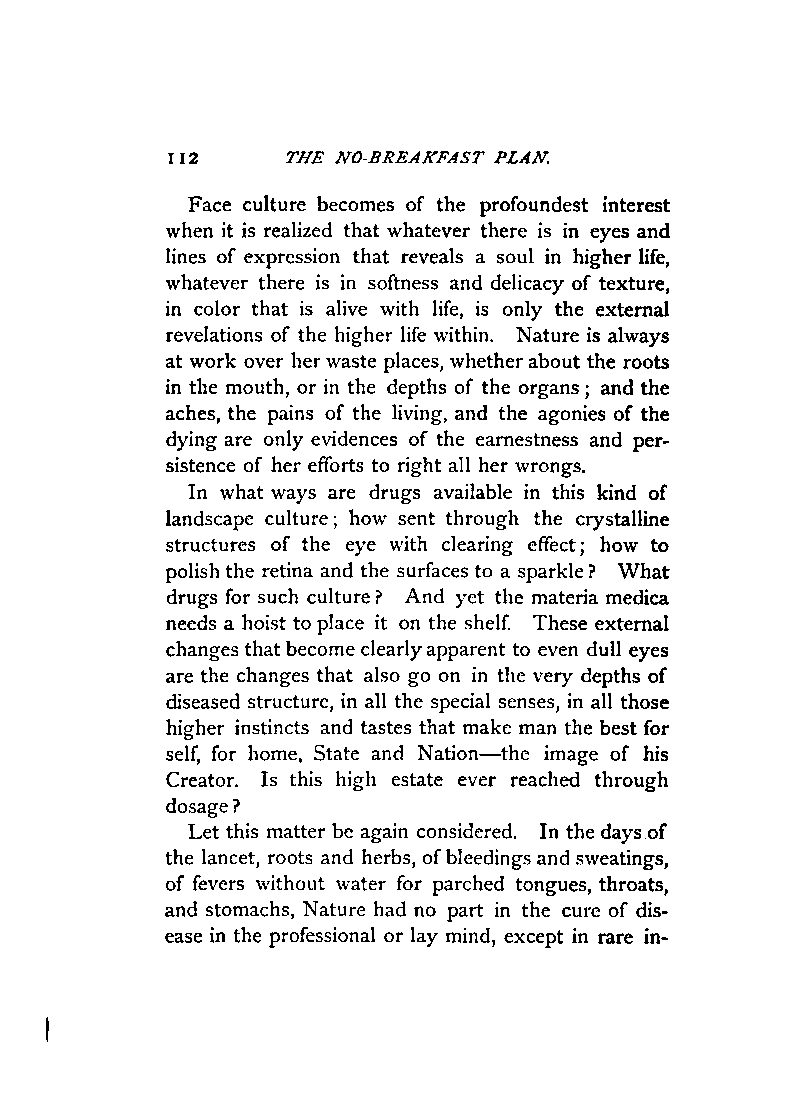 112 THE NO-BREAKFAST PLAN.
Face culture becomes of the profoundest interest
when it is realized that whatever there is in eyes and
lines of expression that reveals a soul in higher life,
whatever there is in softness and delicacy of texture,
in color that is alive with life, is only the external
revelations of the higher life within. Nature is always
at work over her waste places, whether about the roots
in the mouth, or in the depths of the organs; and the
aches, the pains of the living, and the agonies of the
dying are only evidences of the earnestness and per-
sistence of her efforts to right all her wrongs.
In what ways are drugs available in this kind of
landscape culture; how sent through the crystalline
structures of the eye with clearing effect; how to
polish the retina and the surfaces to a sparkle? What
drugs for such culture? And yet the materia medica
needs a hoist to place it on the shelf. These external
changes that become clearly apparent to even dull eyes
are the changes that also go on in the very depths of
diseased structure, in all the special senses, in all those
higher instincts and tastes that make man the best for
self, for home, State and Nation—the image of his
Creator. Is this high estate ever reached through
dosage?
Let this matter be again considered. In the days of
the lancet, roots and herbs, of bleedings and sweatings,
of fevers without water for parched tongues, throats,
and stomachs, Nature had no part in the cure of dis-
ease in the professional or lay mind, except in rare in-